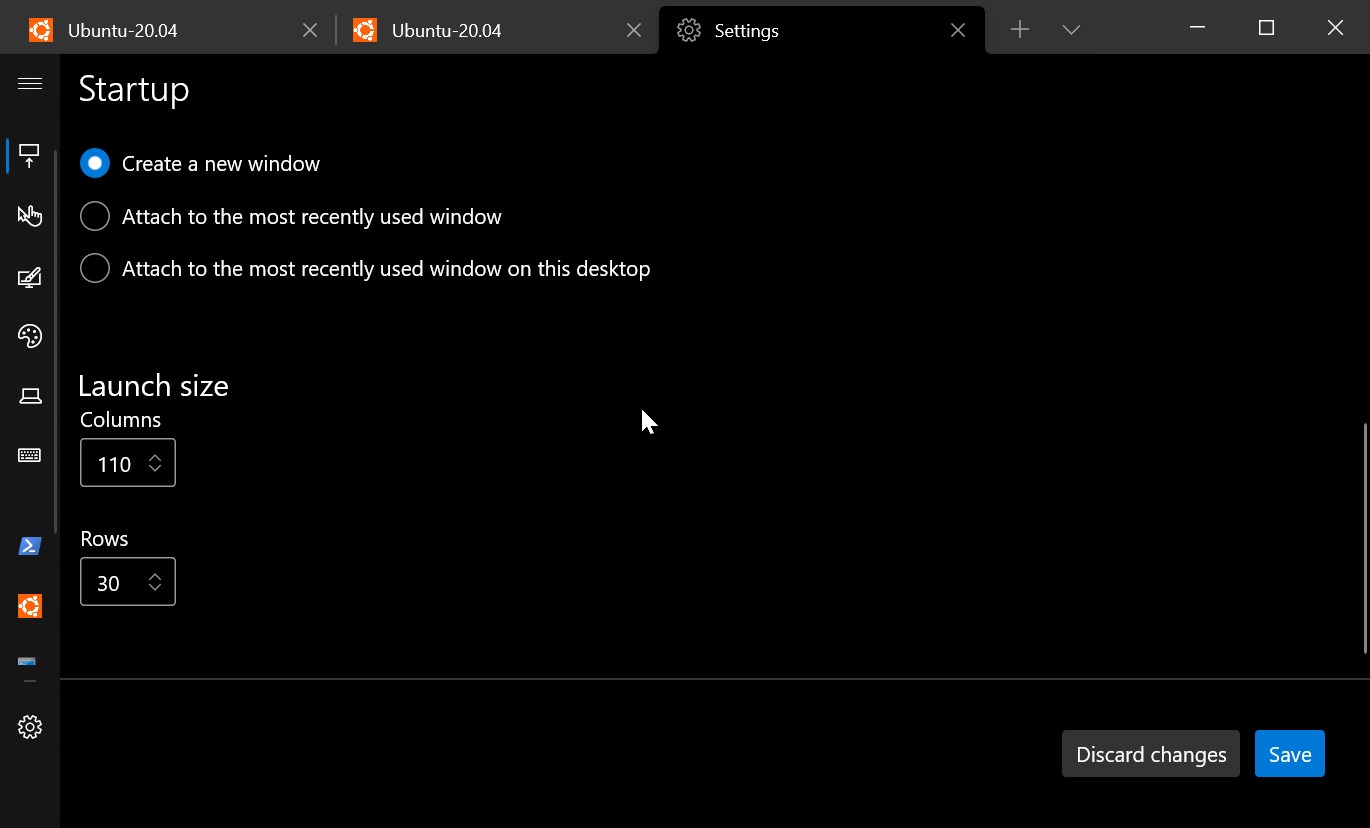 Ubuntu-20.04
Ubuntu-20.04
Settings
Startup
Create a new window
Attach to the most recently used window
Attach to the most recently used window on this desktop
Launch size
Columns
110
Rows
30
Discard changes
Save